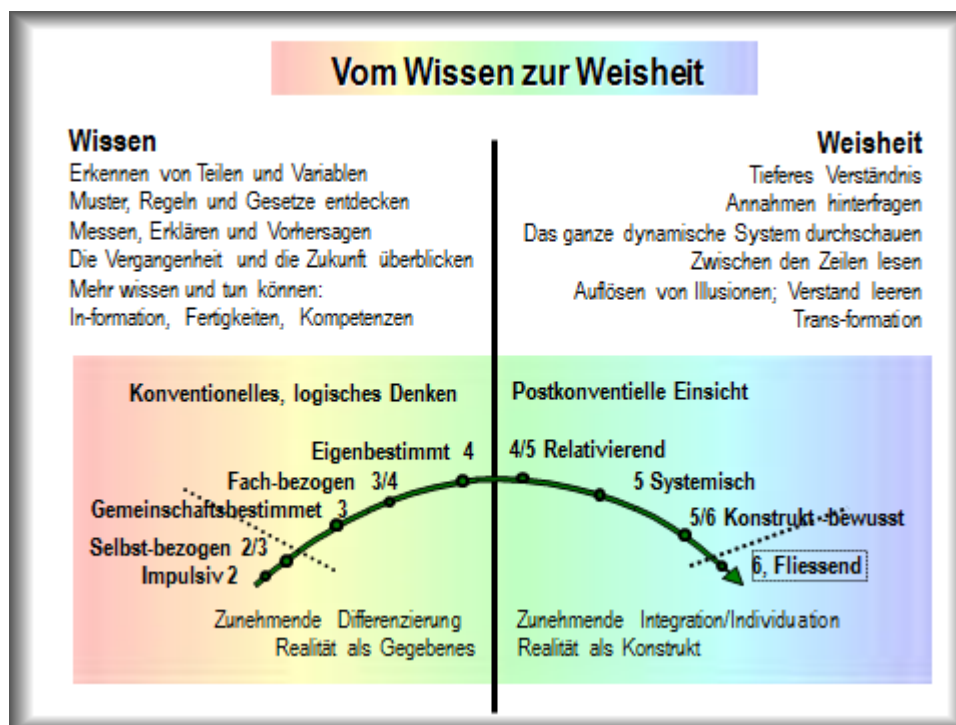 Vom Wissen zur Weisheit
Wissen
Erkennen von Teilen und Variablen
Muster, Regeln und Gesetze entdecken
Messen, Erklären und Vorhersagen
Die Vergangenheit und die Zukunft überblicken
Mehr wissen und tun können:
In-formation, Fertigkeiten, Kompetenzen
Weisheit
Tieferes Verständnis
Annahmen hinterfragen
Das ganze dynamische System durchschauen
Zwischen den Zeilen lesen
Auflösen von Illusionen; Verstand leeren
Trans-formation
Konventionelles, logisches Denken
Eigenbestimmt 4
Fach-bezogen 3/4
Gemeinschaftsbestimmet 3
Selbst-bezogen 2/3
Impulsiv 2
Zunehmende Differenzierung
Realität als Gegebenes
Postkonventielle Einsicht
4/5 Relativierend
5 Systemisch
5/6 Konstrukt-bewusst
6, Fliessend
Zunehmende Integration/Individuation
Realität als Konstrukt